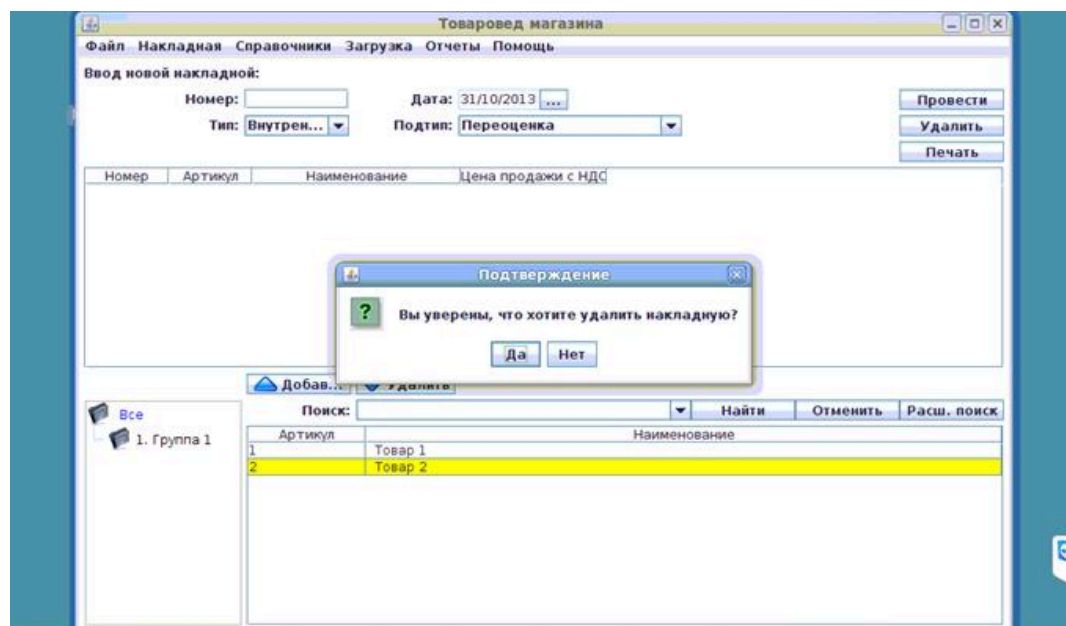 Товаровед магазина
Файл Накладная Справочники Загрузка Отчеты Помощь
Ввод новой накладной:
Номер: Дата: 31/10/2013 ... Провести
Тип: Внутрен... Подтип: Переоценка Удалить
Печать
Номер Артикул Наименование Цена продажи с НДС
Подтверждение
? Вы уверены, что хотите удалить накладную?
Да Нет
Добав... Удалить
Все Поиск: Найти Отменить Расш. поиск
1. Группа 1 Артикул Наименование
1 Товар 1
2 Товар 2